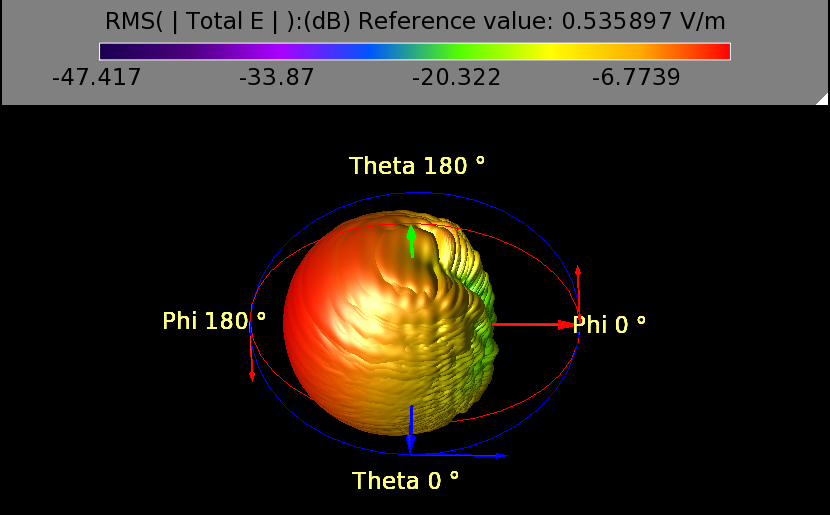 RMS( | Total E | ):(dB) Reference value: 0.535897 V/m
-47.417 -33.87 -20.322 -6.7739
Theta 180 °
Phi 180 ° Phi 0 °
Theta 0 °